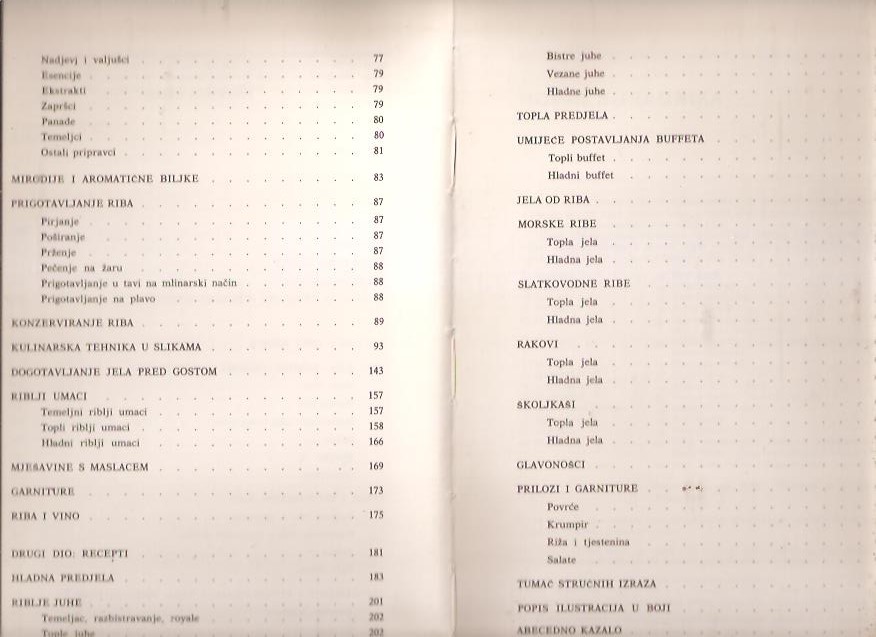 Nadjevi i valjušci . . . . . . . . . . . . . 77
Esencije . . . . . . . . . . . . . 79
Ekstrakti . . . . . . . . . . . . . 79
Zapršci . . . . . . . . . . . . . 79
Panade . . . . . . . . . . . . . 80
Temeljci . . . . . . . . . . . . . 80
Ostali pripravci . . . . . . . . . . . . . 81
MIRODIJE I AROMATIČNE BILJKE . . . . . . . . . 83
PRIGOTAVLJANJE RIBA . . . . . . . . . . . . 87
Pirjanje . . . . . . . . . . . . . 87
Poširanje . . . . . . . . . . . . . 87
Prženje . . . . . . . . . . . . . 87
Pečenje na žaru . . . . . . . . . . . . 88
Prigotavljanje u tavi na mlinarski način . . . . . . 88
Prigotavljanje na plavo . . . . . . . . . . 88
KONZERVIRANJE RIBA . . . . . . . . . . . . 89
KULINARSKA TEHNIKA U SLIKAMA . . . . . . . . 93
DOGOTAVLJANJE JELA PRED GOSTOM . . . . . . . 143
RIBLJI UMACI . . . . . . . . . . . . . 157
Temeljni riblji umaci . . . . . . . . . . 157
Topli riblji umaci . . . . . . . . . . . 158
Hladni riblji umaci . . . . . . . . . . 166
MJEŠAVINE S MASLACEM . . . . . . . . . . . 169
GARNITURE . . . . . . . . . . . . . 173
RIBA I VINO . . . . . . . . . . . . . 175
DRUGI DIO: RECEPTI . . . . . . . . . . . . 181
HLADNA PREDJELA . . . . . . . . . . . . 183
RIBLJE JUHE . . . . . . . . . . . . . 201
Temeljac, razbistravanje, royale . . . . . . . . 202
Tople juhe . . . . . . . . . . . . . 202
Bistre juhe . . . . . . . . . . . . .
Vezane juhe . . . . . . . . . . . . .
Hladne juhe . . . . . . . . . . . . .
TOPLA PREDJELA . . . . . . . . . . . . .
UMIJEĆE POSTAVLJANJA BUFFETA . . . . . . . . .
Topli buffet . . . . . . . . . . . . .
Hladni buffet . . . . . . . . . . . . .
JELA OD RIBA . . . . . . . . . . . . .
MORSKE RIBE . . . . . . . . . . . . .
Topla jela . . . . . . . . . . . . .
Hladna jela . . . . . . . . . . . . .
SLATKOVODNE RIBE . . . . . . . . . . . .
Topla jela . . . . . . . . . . . . .
Hladna jela . . . . . . . . . . . . .
RAKOVI . . . . . . . . . . . . .
Topla jela . . . . . . . . . . . . .
Hladna jela . . . . . . . . . . . . .
ŠKOLJKAŠI . . . . . . . . . . . . .
Topla jela . . . . . . . . . . . . .
Hladna jela . . . . . . . . . . . . .
GLAVONOŠCI . . . . . . . . . . . . .
PRILOZI I GARNITURE . . . . . . . . . . . .
Povrće . . . . . . . . . . . . .
Krumpir . . . . . . . . . . . . .
Riža i tjestenina . . . . . . . . . . . .
Salate . . . . . . . . . . . . .
TUMAČ STRUČNIH IZRAZA . . . . . . . . . . .
POPIS ILUSTRACIJA U BOJI . . . . . . . . . .
ABECEDNO KAZALO . . . . . . . . . . . .